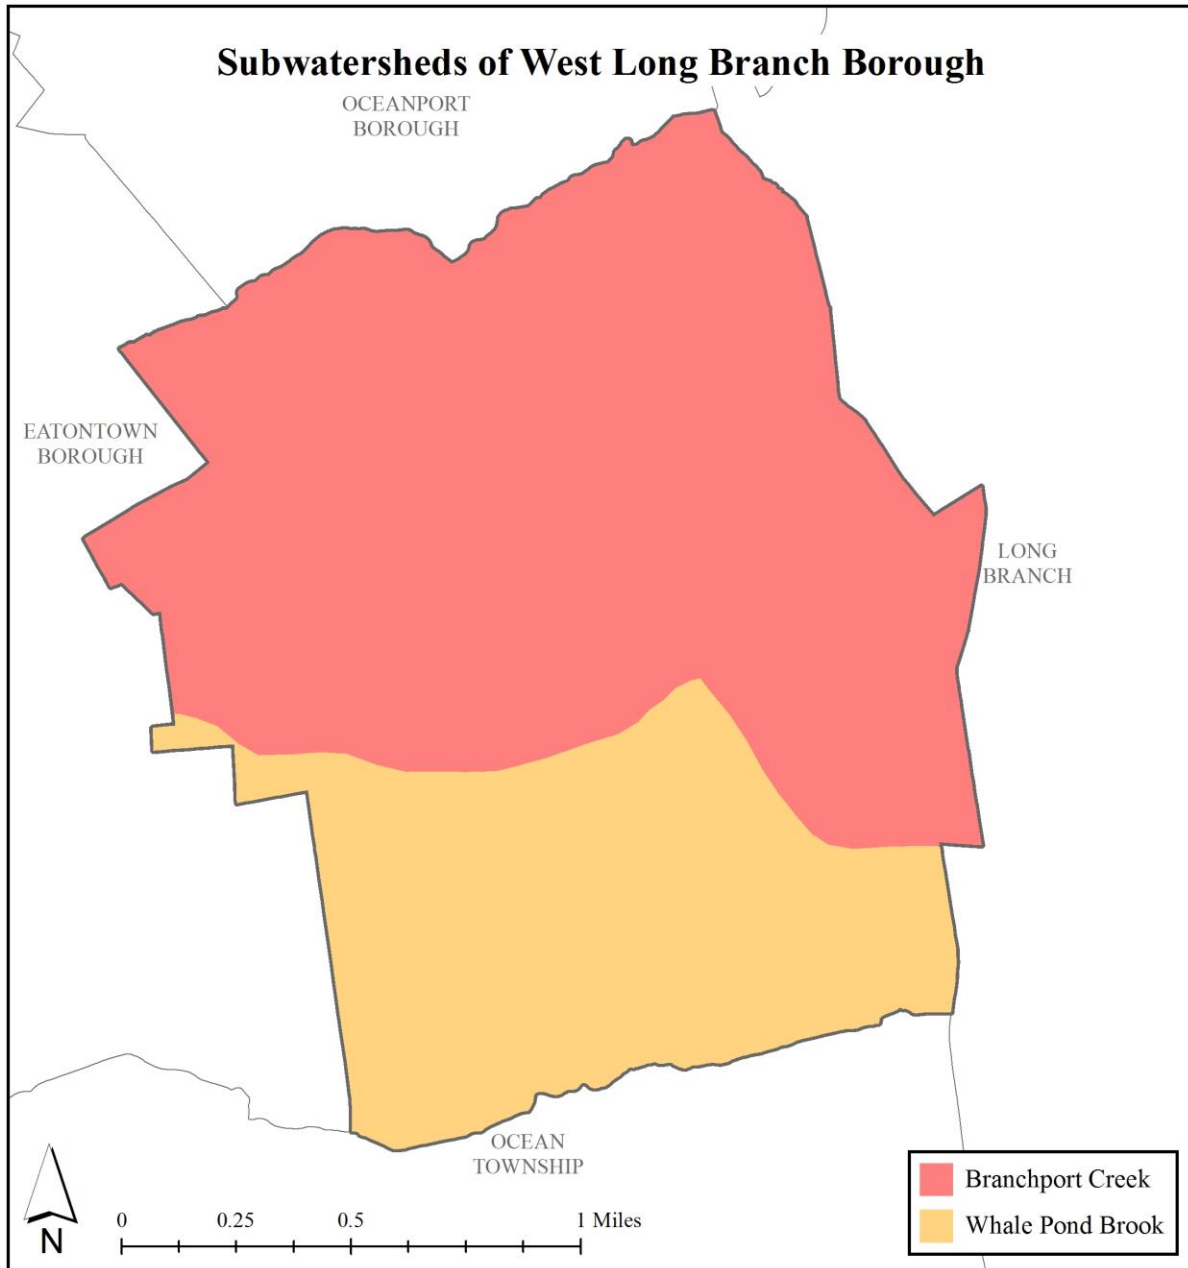 Subwatersheds of West Long Branch Borough
OCEANPORT
BOROUGH
EATONTOWN
BOROUGH
LONG
BRANCH
OCEAN
TOWNSHIP
Branchport Creek
Whale Pond Brook
N
0 0.25 0.5 1 Miles